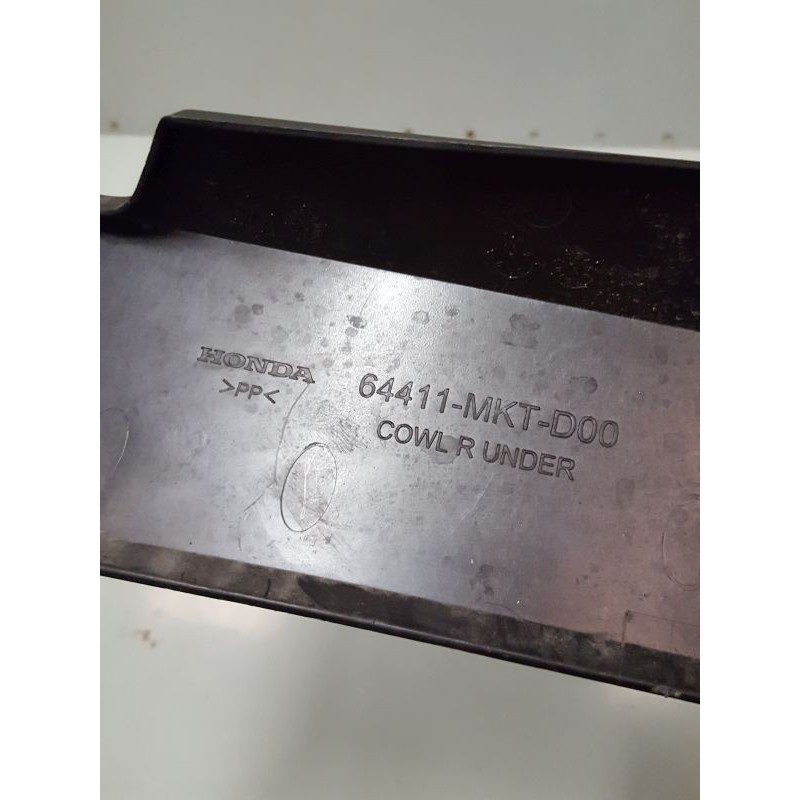 HONDA
>PP<
64411-MKT-D00
COWL R UNDER